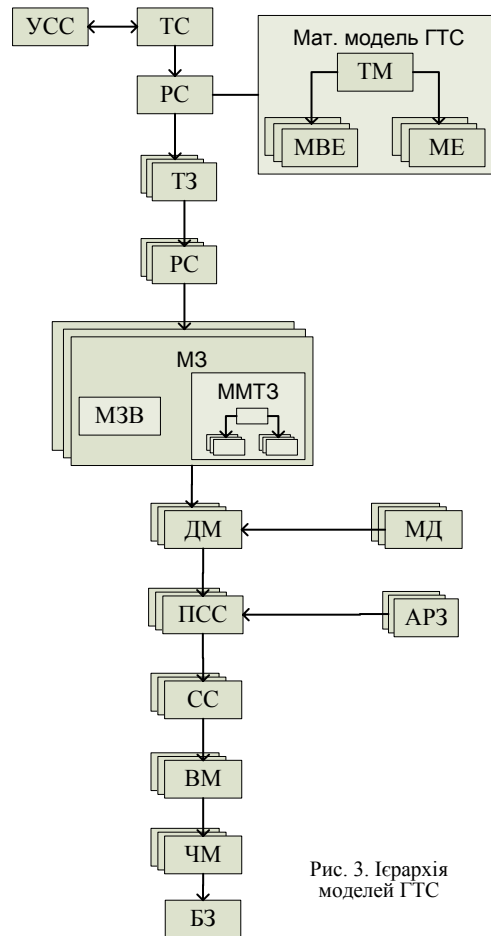 УСС
ТС
Мат. модель ГТС
ТМ
РС
МВЕ
МЕ
ТЗ
РС
МЗ
ММТЗ
МЗВ
ДМ
МД
ПСС
АРЗ
СС
ВМ
ЧМ
Рис. 3. Ієрархія
моделей ГТС
БЗ